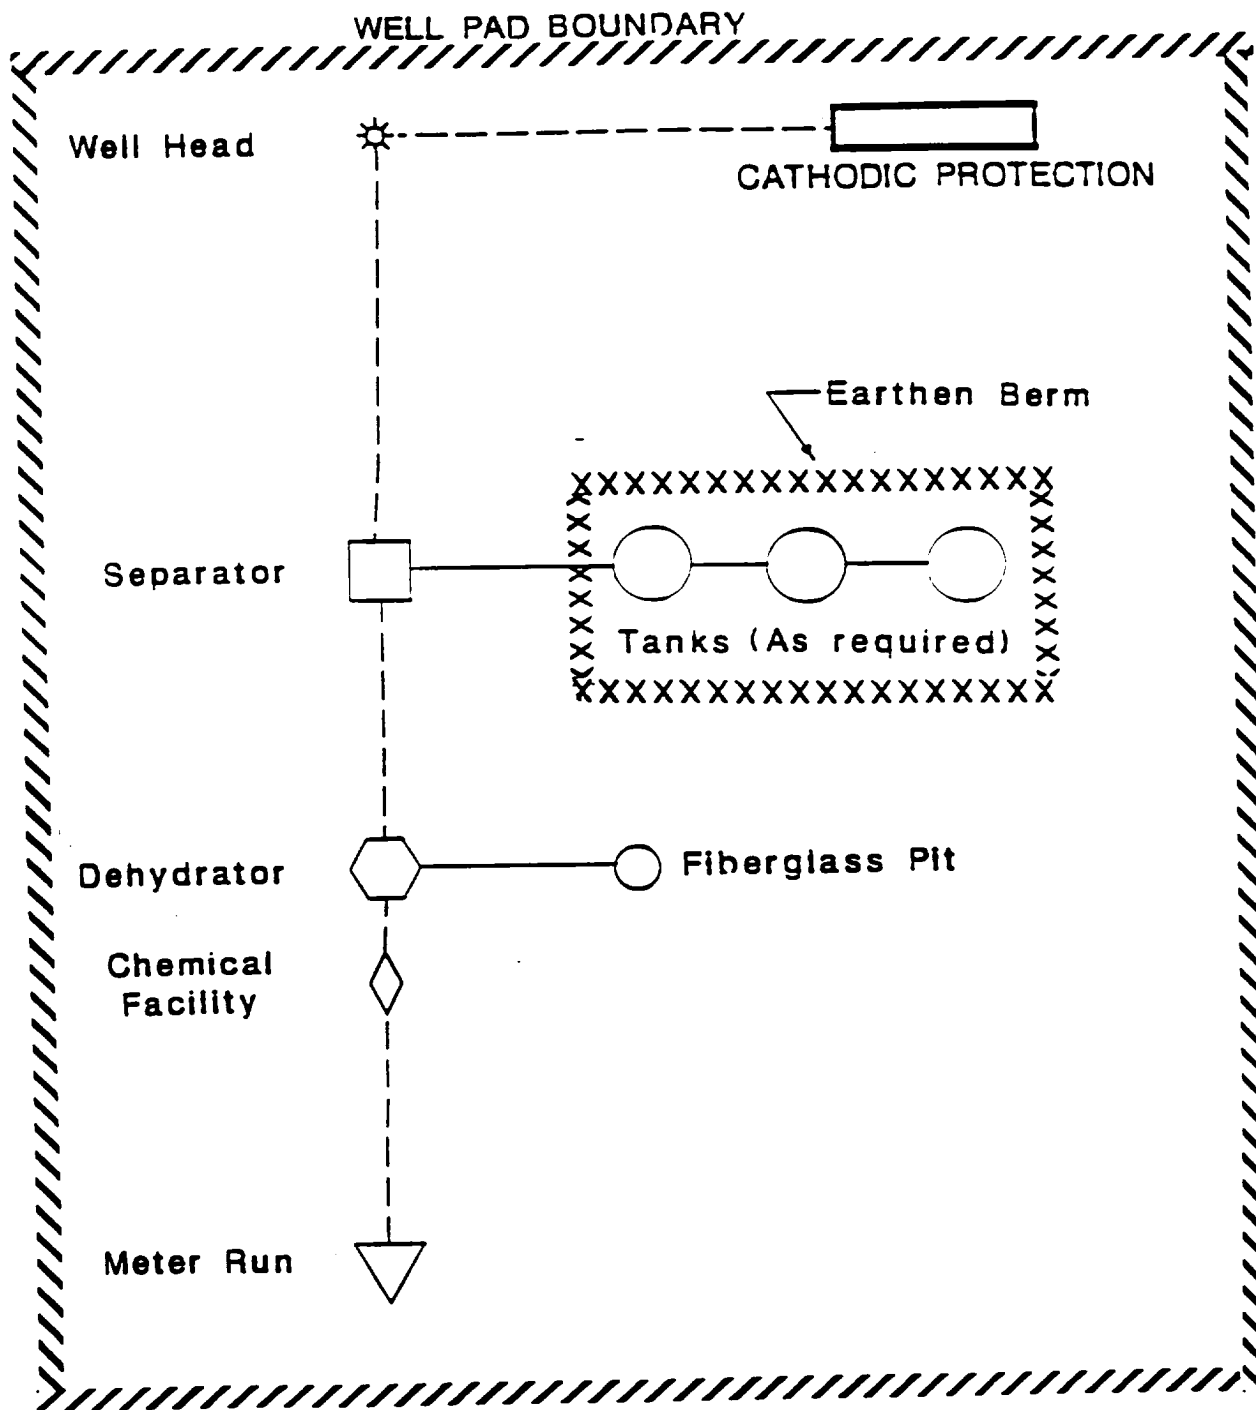 WELL PAD BOUNDARY
Well Head
CATHODIC PROTECTION
Earthen Berm
Separator
Tanks (As required)
Dehydrator
Fiberglass Pit
Chemical
Facility
Meter Run